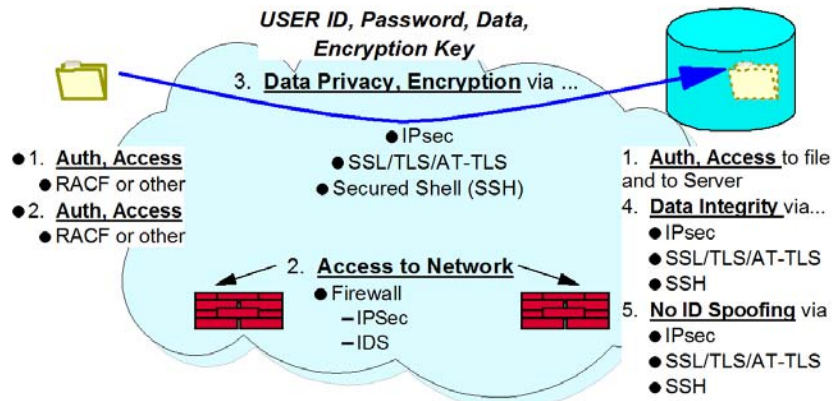 USER ID, Password, Data,
Encryption Key
3. Data Privacy, Encryption via ...
● IPsec
● SSL/TLS/AT-TLS
● Secured Shell (SSH)
● 1. Auth, Access
● RACF or other
● 2. Auth, Access
● RACF or other
2. Access to Network
● Firewall
–IPSec
–IDS
1. Auth, Access to file
and to Server
4. Data Integrity via...
● IPsec
● SSL/TLS/AT-TLS
● SSH
5. No ID Spoofing via
● IPsec
● SSL/TLS/AT-TLS
● SSH